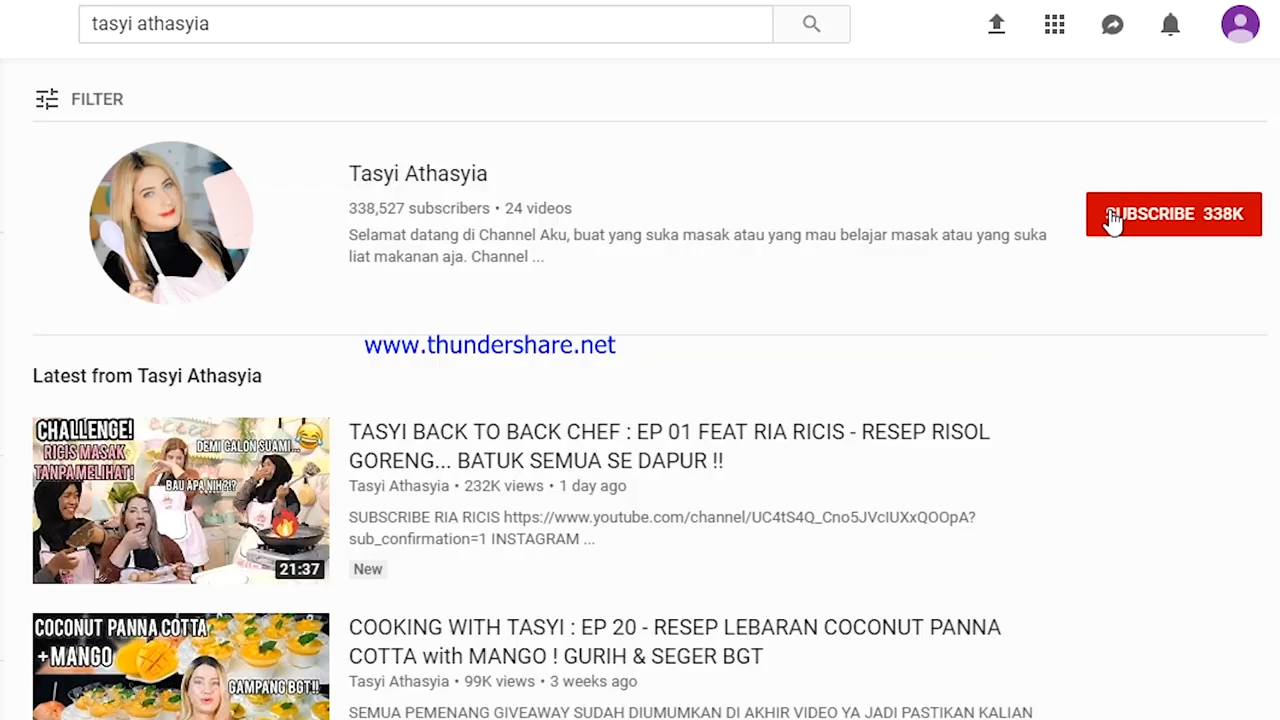 tasyi athasyia
FILTER
Tasyi Athasyia
338,527 subscribers • 24 videos
SUBSCRIBE 338K
Selamat datang di Channel Aku, buat yang suka masak atau yang mau belajar masak atau yang suka
liat makanan aja. Channel ...
www.thundershare.net
Latest from Tasyi Athasyia
CHALLENGE!
RICIS MASAK
TANPA MELIHAT!
DEMI CALON SUAMI...
BAU APA NIH?!?
21:37
TASYI BACK TO BACK CHEF : EP 01 FEAT RIA RICIS - RESEP RISOL
GORENG... BATUK SEMUA SE DAPUR !!
Tasyi Athasyia • 232K views • 1 day ago
SUBSCRIBE RIA RICIS https://www.youtube.com/channel/UC4tS4Q_Cno5JVcIUXxQOOpA?
sub_confirmation=1 INSTAGRAM ...
New
COCONUT PANNA COTTA
+MANGO
GAMPANG BGT!!
COOKING WITH TASYI : EP 20 - RESEP LEBARAN COCONUT PANNA
COTTA with MANGO ! GURIH & SEGER BGT
Tasyi Athasyia • 99K views • 3 weeks ago
SEMUA PEMENANG GIVEAWAY SUDAH DIUMUMKAN DI AKHIR VIDEO YA JADI PASTIKAN KALIAN